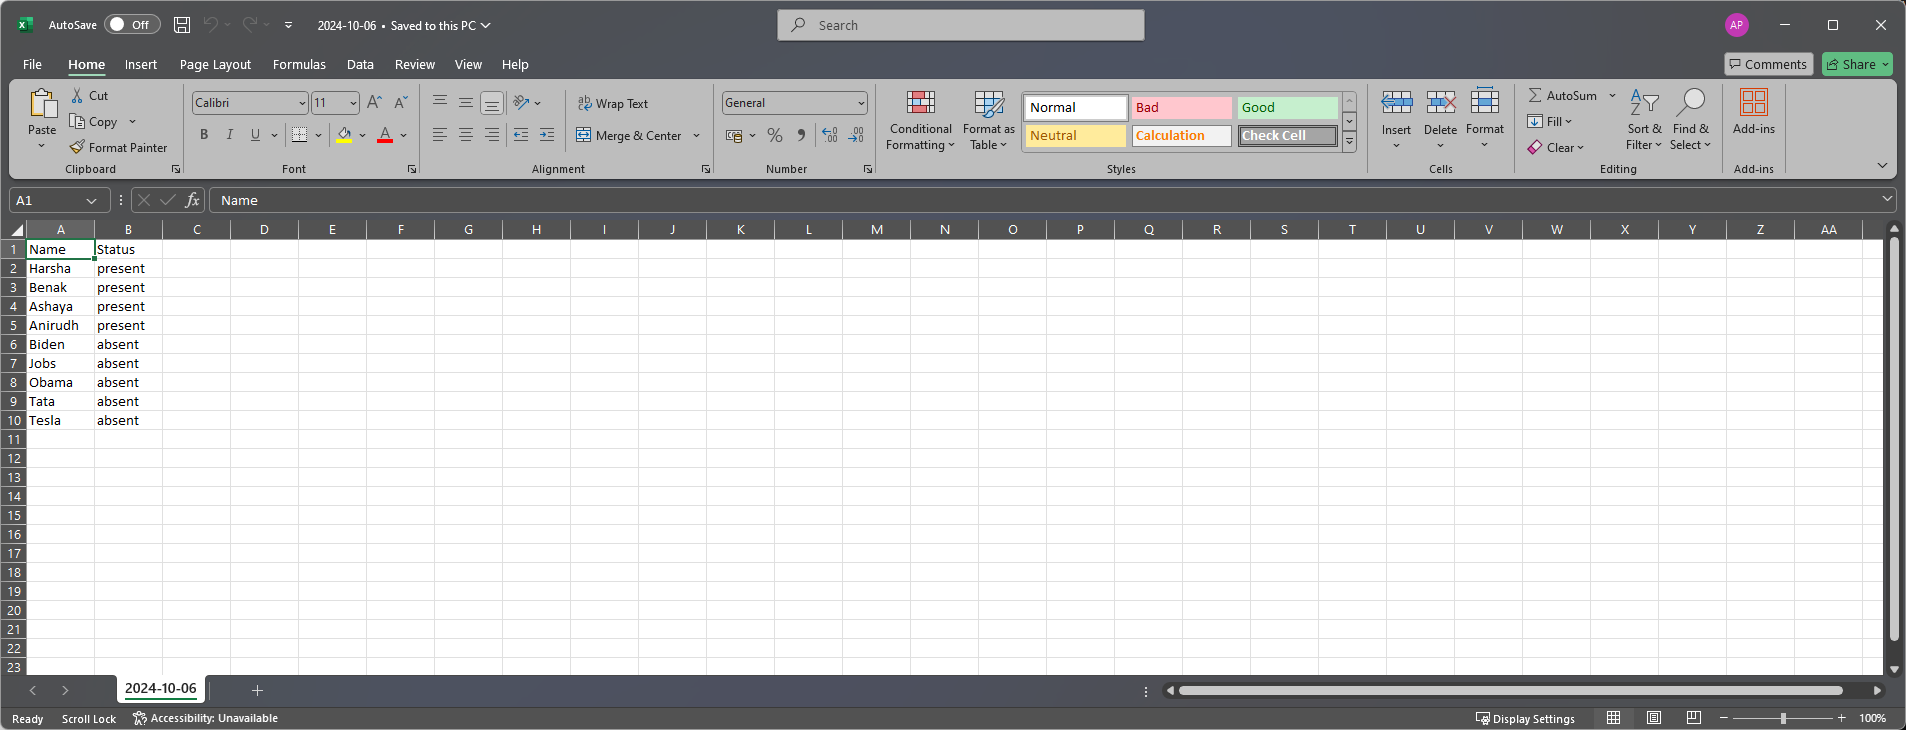 AutoSave Off 2024-10-06 • Saved to this PC Search AP
File Home Insert Page Layout Formulas Data Review View Help Comments Share
Paste Cut Copy Format Painter Clipboard
Calibri 11 B I U Font
ab Wrap Text Merge & Center Alignment
General % Number
Conditional Formatting Format as Table Normal Bad Good Neutral Calculation Check Cell Styles
Insert Delete Format Cells
AutoSum Fill Clear Sort & Filter Find & Select Editing
Add-ins Add-ins
A1 fx Name
A B C D E F G H I J K L M N O P Q R S T U V W X Y Z AA
1 Name Status
2 Harsha present
3 Benak present
4 Ashaya present
5 Anirudh present
6 Biden absent
7 Jobs absent
8 Obama absent
9 Tata absent
10 Tesla absent
11
12
13
14
15
16
17
18
19
20
21
22
23
2024-10-06
Ready Scroll Lock Accessibility: Unavailable Display Settings 100%